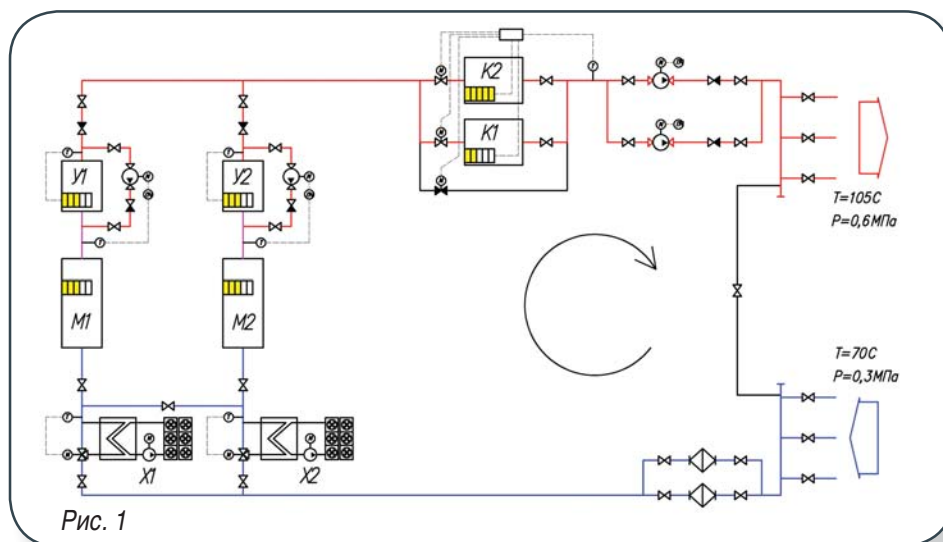 К2
К1
У1
У2
Т=105С
Р=0,6МПа
М1
М2
Т=70С
Р=0,3МПа
Х1
Х2
Рис. 1